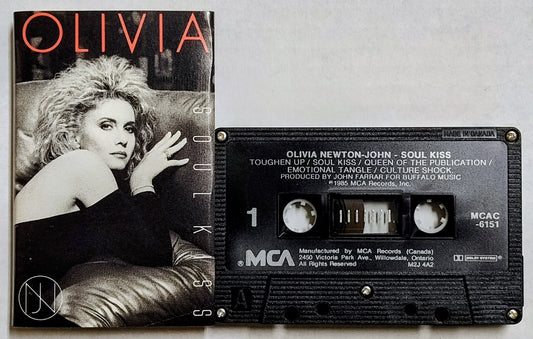 OLIVIA
SOUL KISS
NJ
MADE IN CANADA
OLIVIA NEWTON-JOHN - SOUL KISS
TOUGHEN UP / SOUL KISS / QUEEN OF THE PUBLICATION /
EMOTIONAL TANGLE / CULTURE SHOCK.
PRODUCED BY JOHN FARRAR FOR BUFFALO MUSIC
℗1985 MCA Records, Inc.
1
MCAC
-6151
®MCA
Manufactured by MCA Records (Canada)
2450 Victoria Park Ave., Willowdale, Ontario
All Rights Reserved M2J 4A2
DOLBY SYSTEM®
A